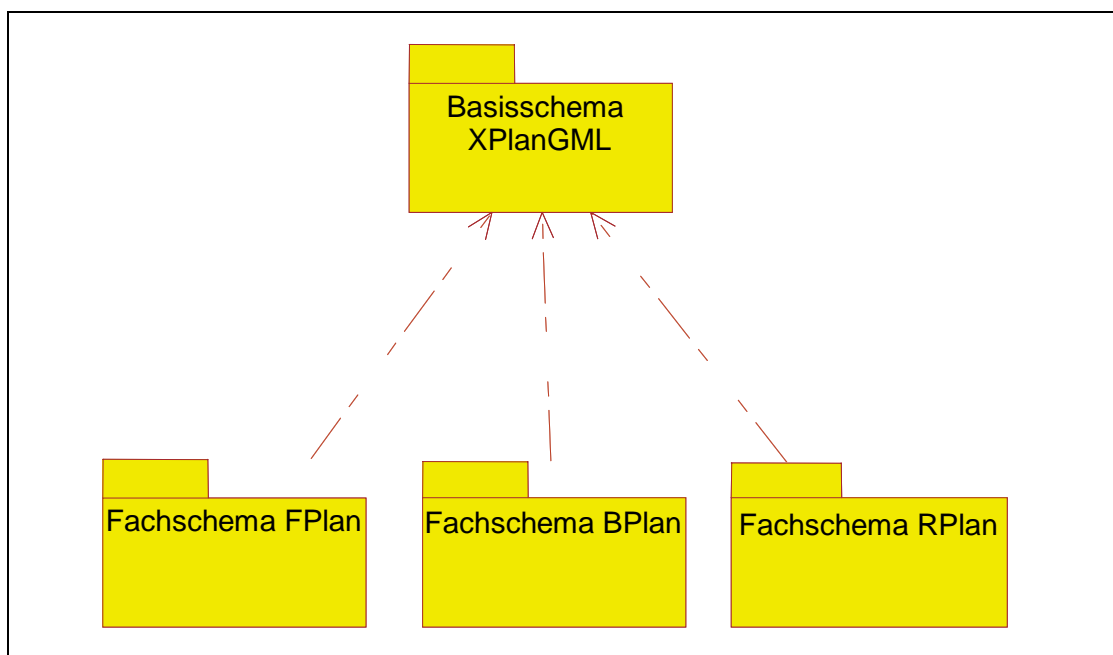 Basisschema
XPlanGML
Fachschema FPlan
Fachschema BPlan
Fachschema RPlan